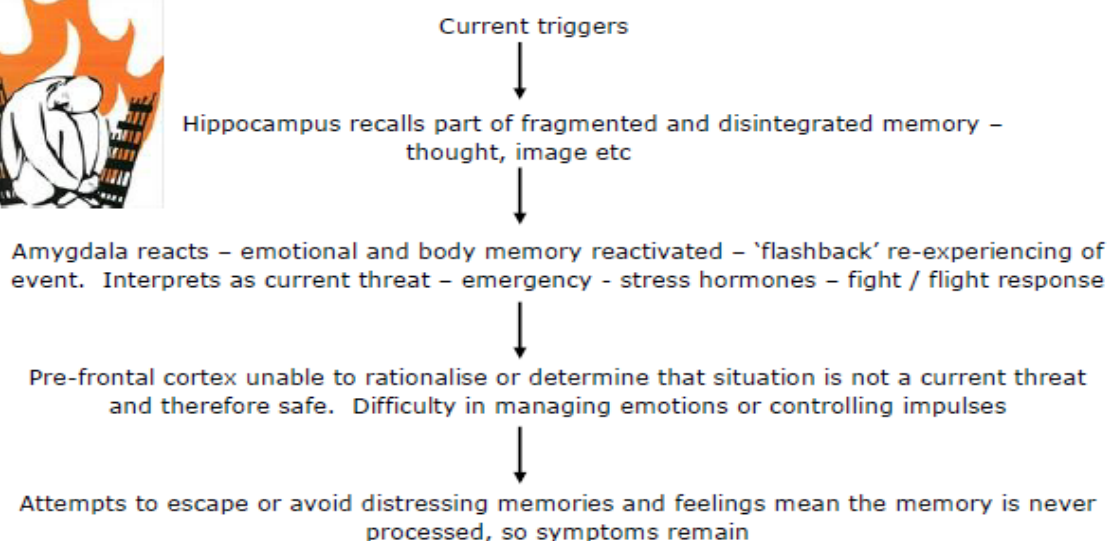 Current triggers
Hippocampus recalls part of fragmented and disintegrated memory –
thought, image etc
Amygdala reacts – emotional and body memory reactivated – ‘flashback’ re-experiencing of
event.  Interprets as current threat – emergency - stress hormones – fight / flight response
Pre-frontal cortex unable to rationalise or determine that situation is not a current threat
and therefore safe.  Difficulty in managing emotions or controlling impulses
Attempts to escape or avoid distressing memories and feelings mean the memory is never
processed, so symptoms remain